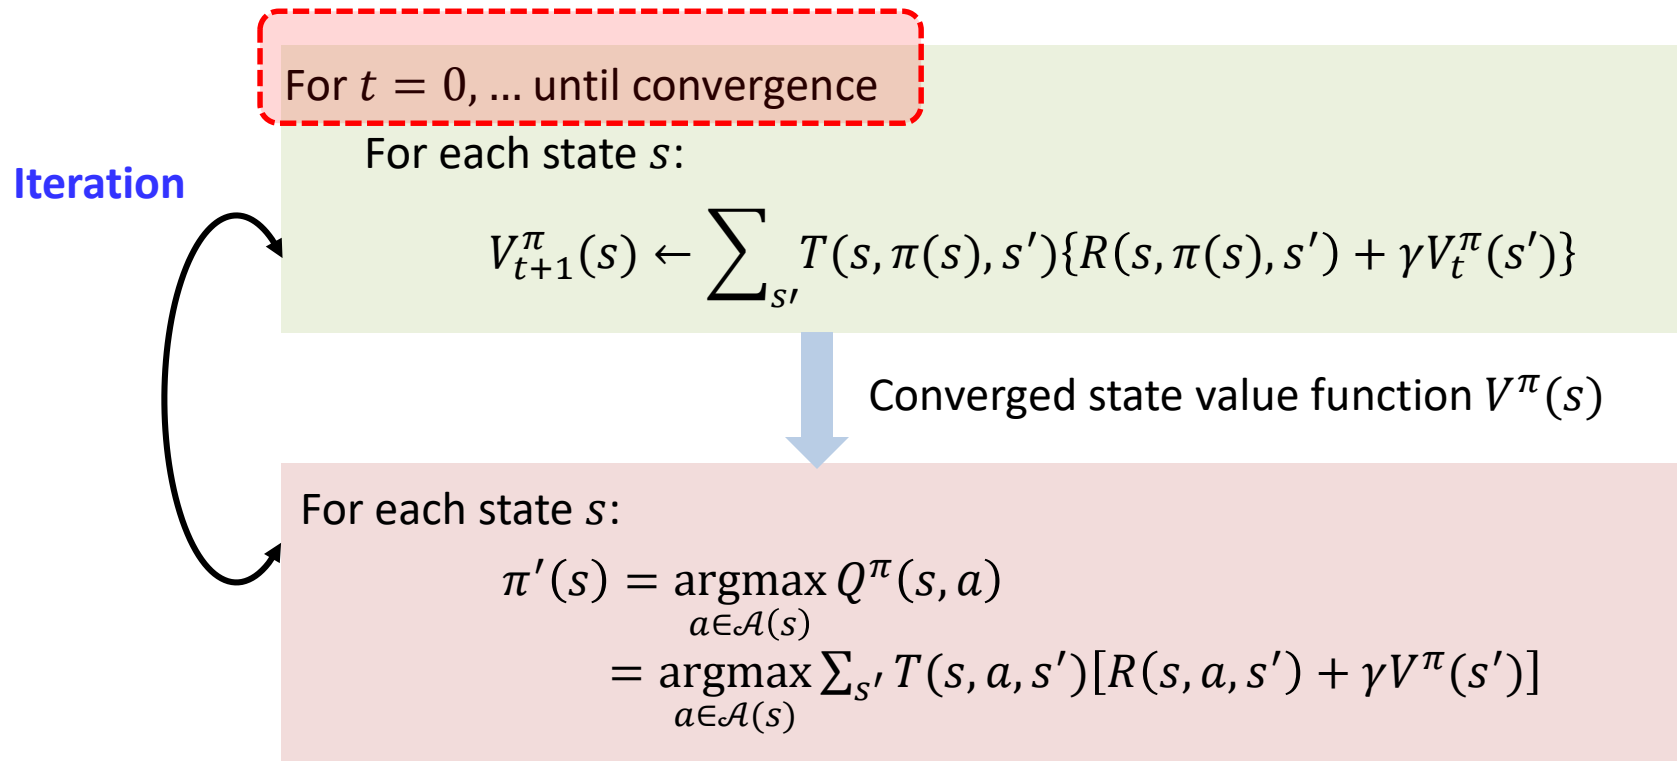 For 𝑡 = 0, … until convergence
For each state 𝑠:
Iteration
𝑉^𝜋_{𝑡+1}(𝑠) ← ∑_{𝑠′} 𝑇(𝑠, 𝜋(𝑠), 𝑠′){𝑅(𝑠, 𝜋(𝑠), 𝑠′) + 𝛾𝑉^𝜋_𝑡(𝑠′)}
Converged state value function 𝑉^𝜋(𝑠)
For each state 𝑠:
𝜋′(𝑠) = argmax_{𝑎∈𝒜(𝑠)} 𝑄^𝜋(𝑠, 𝑎)
= argmax_{𝑎∈𝒜(𝑠)} ∑_{𝑠′} 𝑇(𝑠, 𝑎, 𝑠′)[𝑅(𝑠, 𝑎, 𝑠′) + 𝛾𝑉^𝜋(𝑠′)]